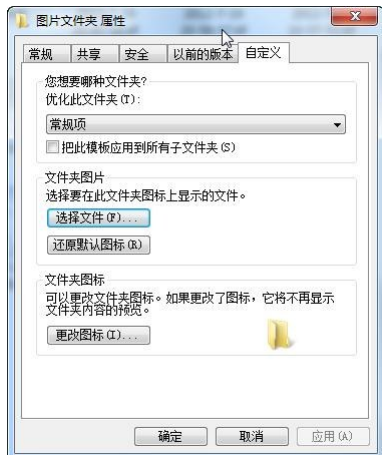 图片文件夹 属性
常规 共享 安全 以前的版本 自定义
您想要哪种文件夹?
优化此文件夹(T):
常规项
把此模板应用到所有子文件夹(S)
文件夹图片
选择要在此文件夹图标上显示的文件。
选择文件(F)...
还原默认图标(R)
文件夹图标
可以更改文件夹图标。如果更改了图标，它将不再显示
文件夹内容的预览。
更改图标(I)...
确定 取消 应用(A)